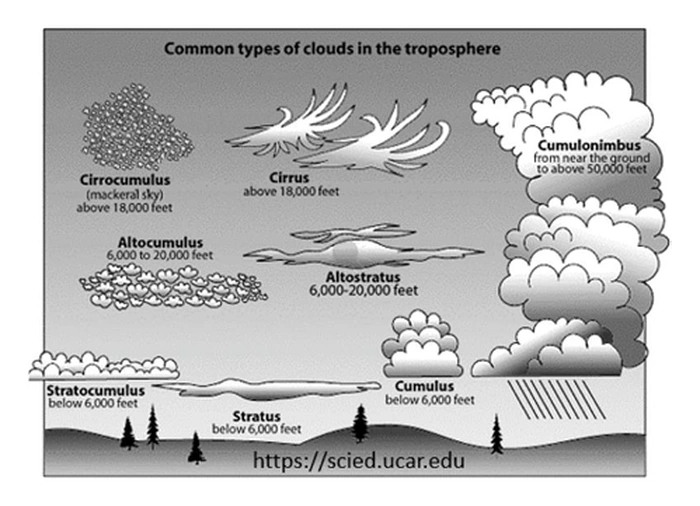 Common types of clouds in the troposphere
Cirrocumulus
(mackeral sky)
above 18,000 feet
Cirrus
above 18,000 feet
Cumulonimbus
from near the ground
to above 50,000 feet
Altocumulus
6,000 to 20,000 feet
Altostratus
6,000-20,000 feet
Stratocumulus
below 6,000 feet
Stratus
below 6,000 feet
Cumulus
below 6,000 feet
https://scied.ucar.edu